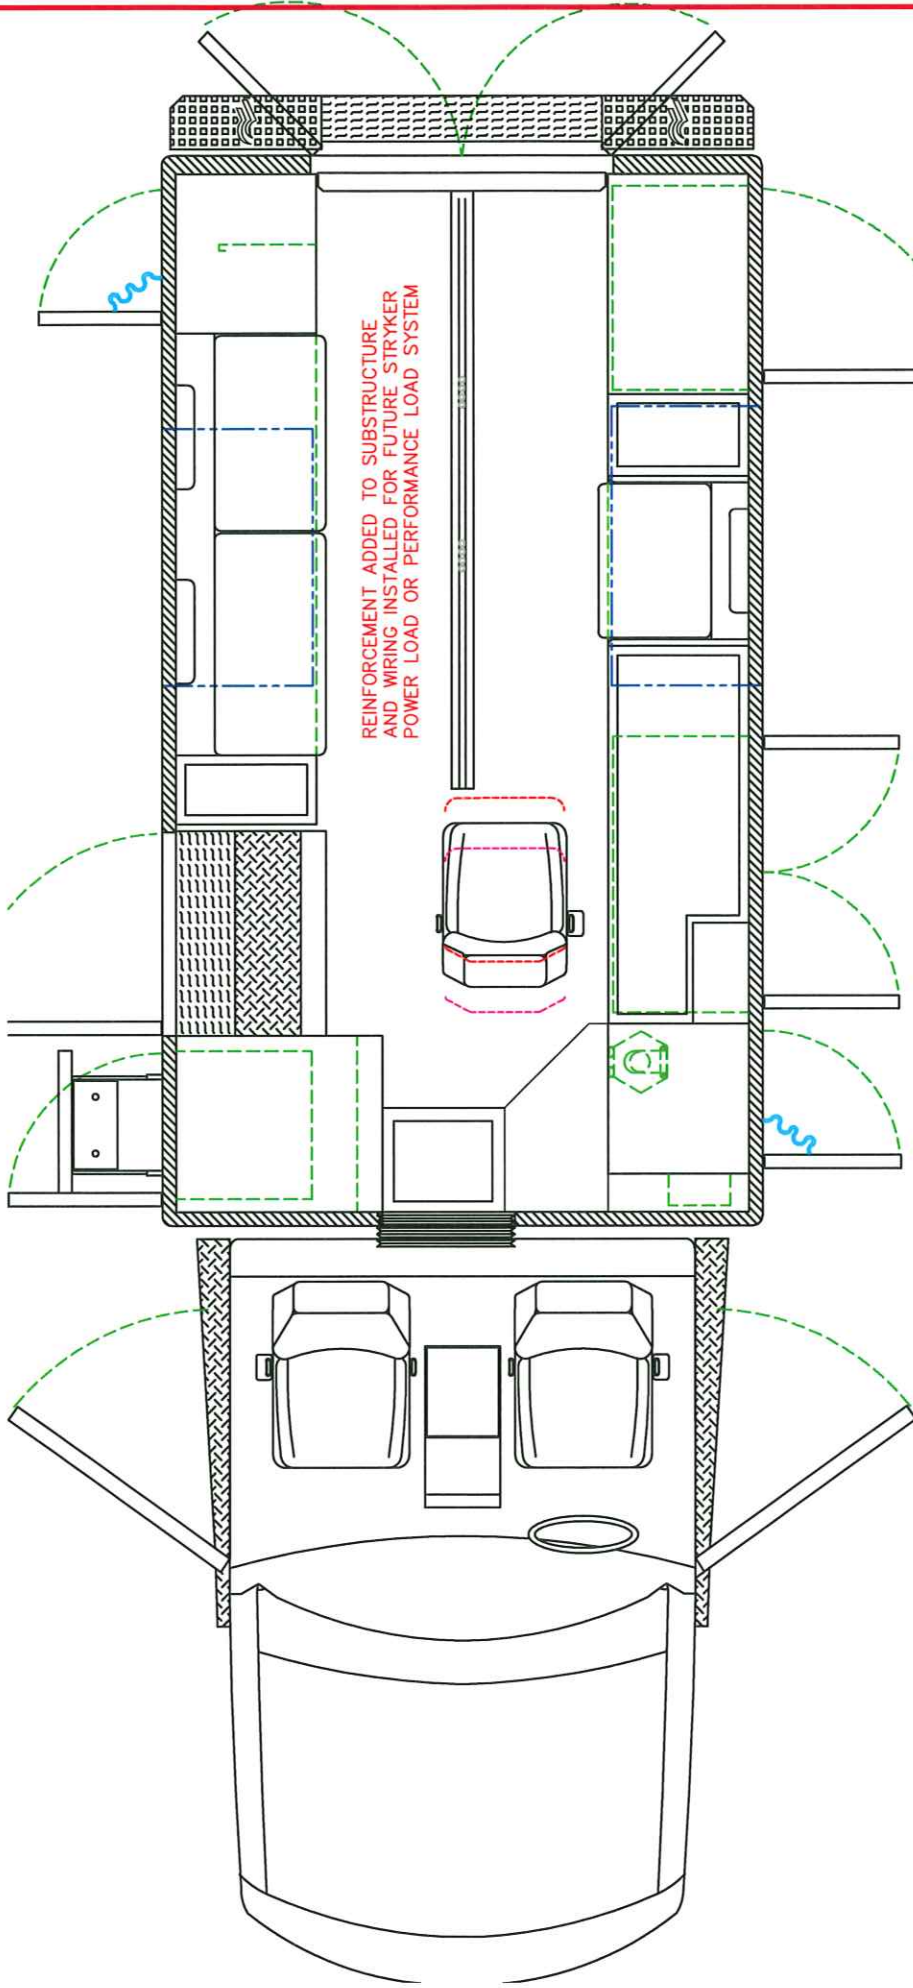 REINFORCEMENT ADDED TO SUBSTRUCTURE
AND WIRING INSTALLED FOR FUTURE STRYKER
POWER LOAD OR PERFORMANCE LOAD SYSTEM